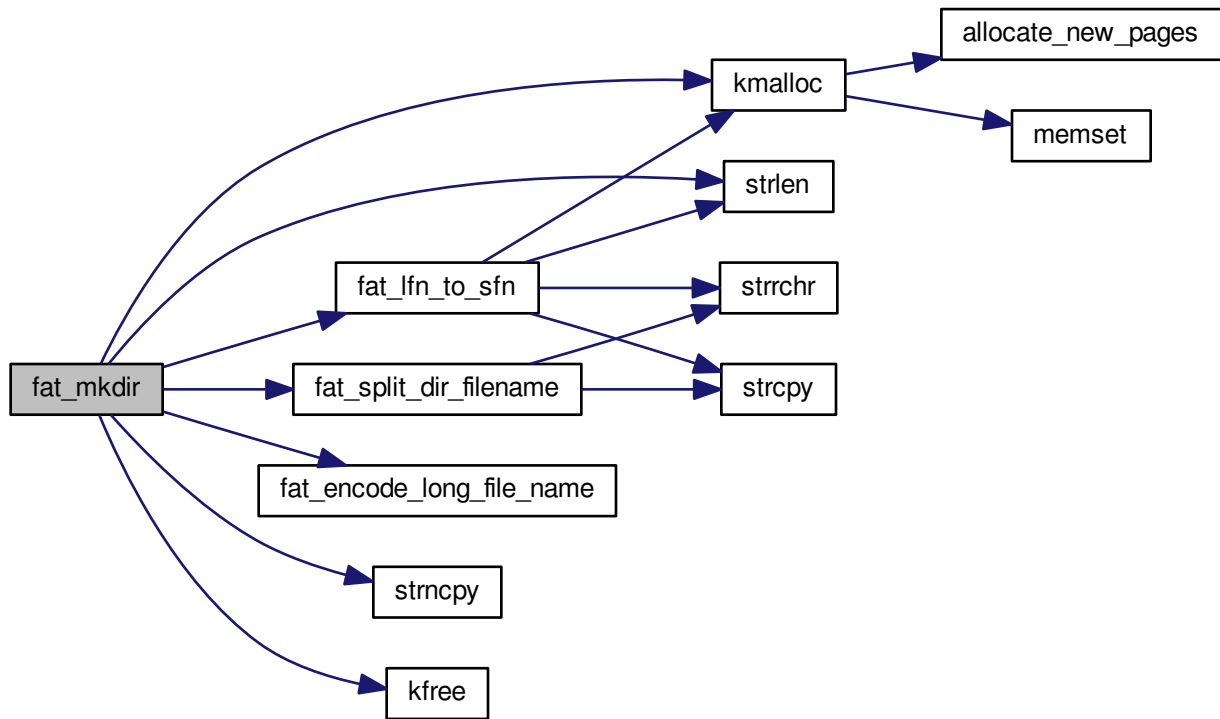 allocate_new_pages
kmalloc
memset
strlen
fat_lfn_to_sfn
strrchr
fat_mkdir
fat_split_dir_filename
strcpy
fat_encode_long_file_name
strncpy
kfree